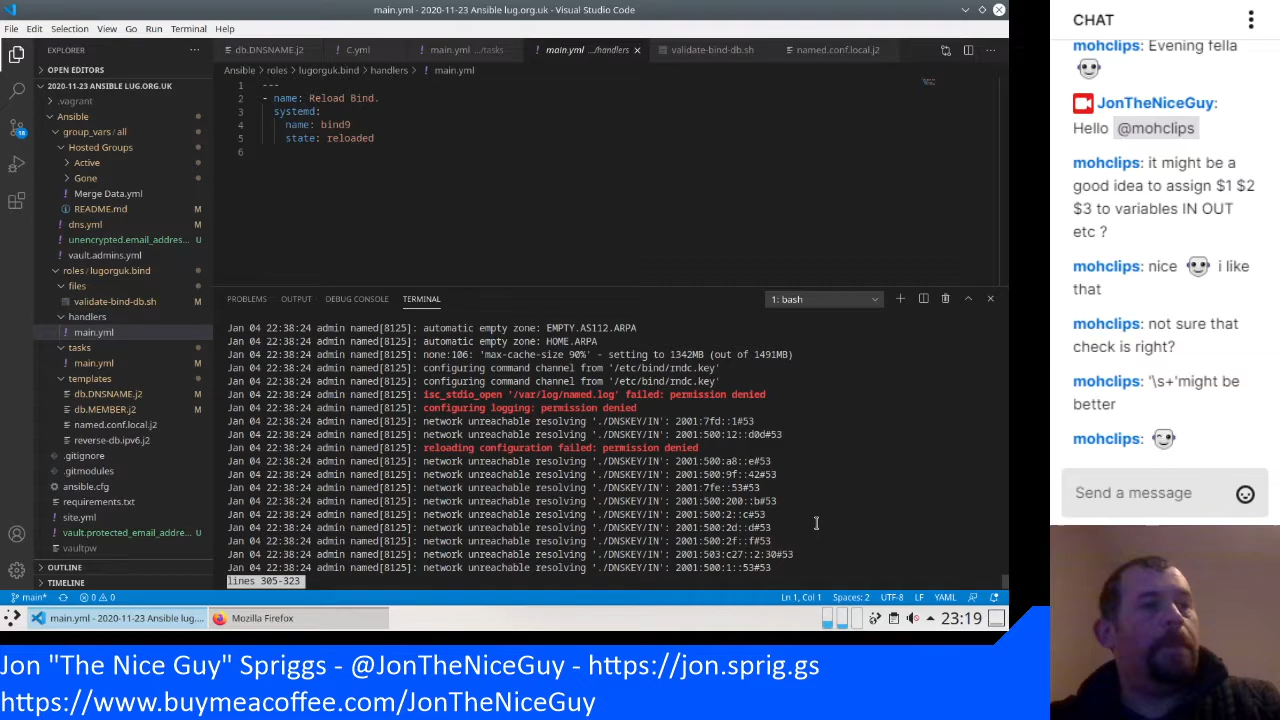 main.yml - 2020-11-23 Ansible lug.org.uk - Visual Studio Code
File Edit Selection View Go Run Terminal Help
EXPLORER
OPEN EDITORS
2020-11-23 ANSIBLE LUG.ORG.UK
.vagrant
Ansible
group_vars / all
Hosted Groups
Active
Gone
Merge Data.yml
README.md M
dns.yml M
unencrypted.email_addre... U
vault.admins.yml
roles / lugorguk.bind
files
validate-bind-db.sh M
handlers
main.yml
tasks
main.yml M
templates
db.DNSNAME.j2 M
db.MEMBER.j2 M
named.conf.local.j2 M
reverse-db.ipv6.j2 M
.gitignore
.gitmodules
ansible.cfg
requirements.txt
site.yml
vault.protected_email_addre... U
vaultpw
OUTLINE
TIMELINE
18
db.DNSNAME.j2 C.yml main.yml .../tasks main.yml .../handlers validate-bind-db.sh named.conf.local.j2
Ansible > roles > lugorguk.bind > handlers > main.yml
1 ---
2 - name: Reload Bind.
3 systemd:
4 name: bind9
5 state: reloaded
6
PROBLEMS OUTPUT DEBUG CONSOLE TERMINAL 1: bash
Jan 04 22:38:24 admin named[8125]: automatic empty zone: EMPTY.AS112.ARPA
Jan 04 22:38:24 admin named[8125]: automatic empty zone: HOME.ARPA
Jan 04 22:38:24 admin named[8125]: none:106: 'max-cache-size 90%' - setting to 1342MB (out of 1491MB)
Jan 04 22:38:24 admin named[8125]: configuring command channel from '/etc/bind/rndc.key'
Jan 04 22:38:24 admin named[8125]: configuring command channel from '/etc/bind/rndc.key'
Jan 04 22:38:24 admin named[8125]: isc_stdio_open '/var/log/named.log' failed: permission denied
Jan 04 22:38:24 admin named[8125]: configuring logging: permission denied
Jan 04 22:38:24 admin named[8125]: network unreachable resolving './DNSKEY/IN': 2001:7fd::1#53
Jan 04 22:38:24 admin named[8125]: network unreachable resolving './DNSKEY/IN': 2001:500:12::d0d#53
Jan 04 22:38:24 admin named[8125]: reloading configuration failed: permission denied
Jan 04 22:38:24 admin named[8125]: network unreachable resolving './DNSKEY/IN': 2001:500:a8::e#53
Jan 04 22:38:24 admin named[8125]: network unreachable resolving './DNSKEY/IN': 2001:500:9f::42#53
Jan 04 22:38:24 admin named[8125]: network unreachable resolving './DNSKEY/IN': 2001:7fe::53#53
Jan 04 22:38:24 admin named[8125]: network unreachable resolving './DNSKEY/IN': 2001:500:200::b#53
Jan 04 22:38:24 admin named[8125]: network unreachable resolving './DNSKEY/IN': 2001:500:2::c#53
Jan 04 22:38:24 admin named[8125]: network unreachable resolving './DNSKEY/IN': 2001:500:2d::d#53
Jan 04 22:38:24 admin named[8125]: network unreachable resolving './DNSKEY/IN': 2001:500:2f::f#53
Jan 04 22:38:24 admin named[8125]: network unreachable resolving './DNSKEY/IN': 2001:503:c27::2:30#53
Jan 04 22:38:24 admin named[8125]: network unreachable resolving './DNSKEY/IN': 2001:500:1::53#53
lines 305-323
main* 0 0 Ln 1, Col 1 Spaces: 2 UTF-8 LF YAML
main.yml - 2020-11-23 Ansible lug.... Mozilla Firefox 23:19
CHAT
mohclips: Evening fella
JonTheNiceGuy:
Hello @mohclips
mohclips: it might be a
good idea to assign $1 $2
$3 to variables IN OUT
etc ?
mohclips: nice i like
that
mohclips: not sure that
check is right?
mohclips: '\s+'might be
better
mohclips:
Send a message
Jon "The Nice Guy" Spriggs - @JonTheNiceGuy - https://jon.sprig.gs
https://www.buymeacoffee.com/JonTheNiceGuy